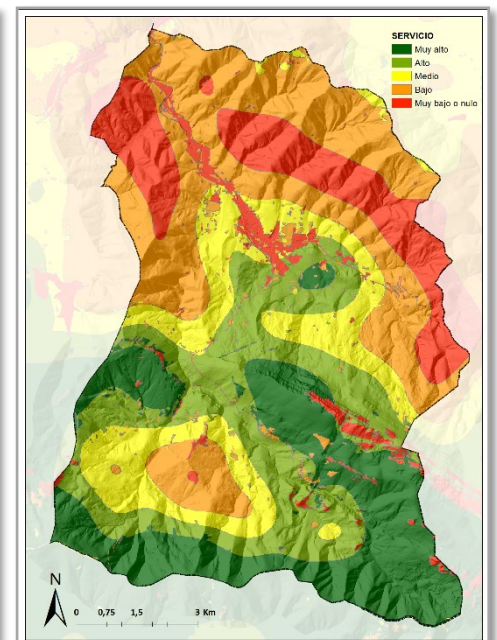 SERVICIO
Muy alto
Alto
Medio
Bajo
Muy bajo o nulo
N
0 0,75 1,5 3 Km